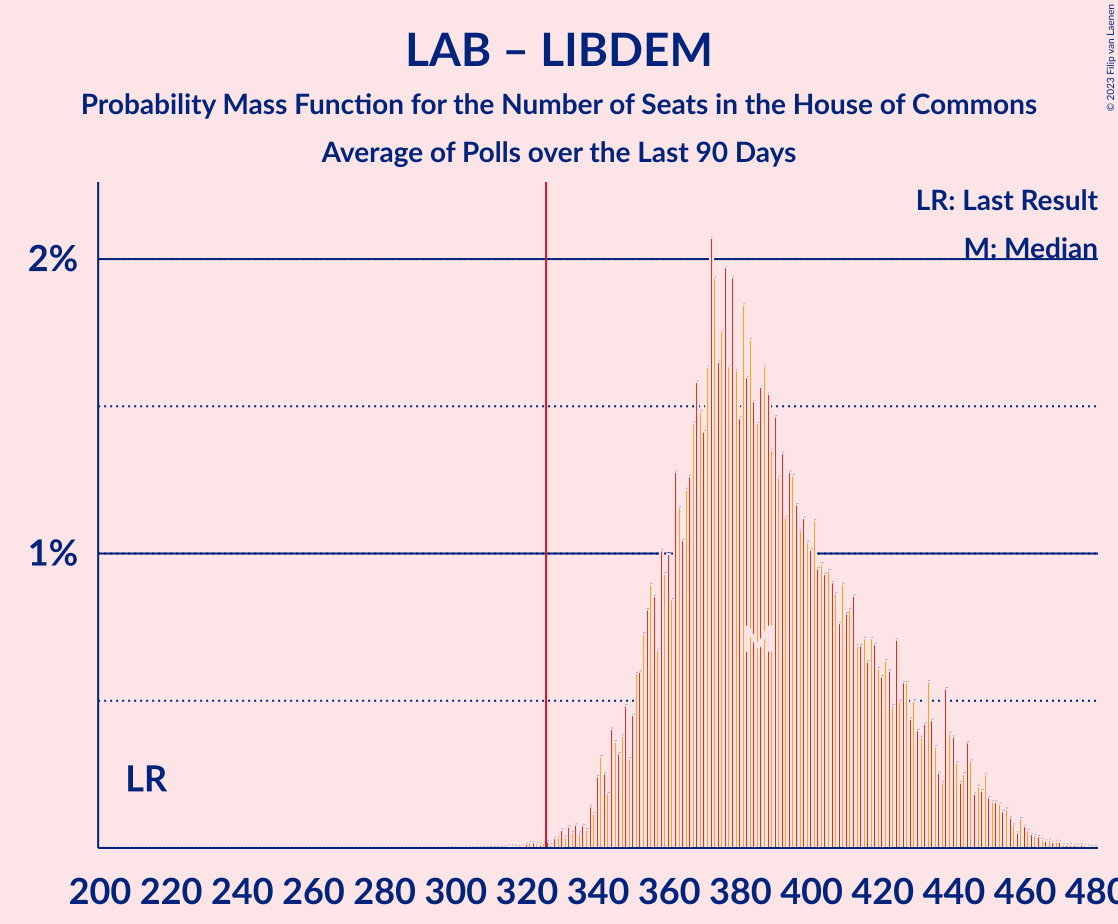 LAB – LIBDEM
Probability Mass Function for the Number of Seats in the House of Commons
Average of Polls over the Last 90 Days
© 2023 Filip van Laenen
LR: Last Result
M: Median
2%
1%
LR
M
200 220 240 260 280 300 320 340 360 380 400 420 440 460 480